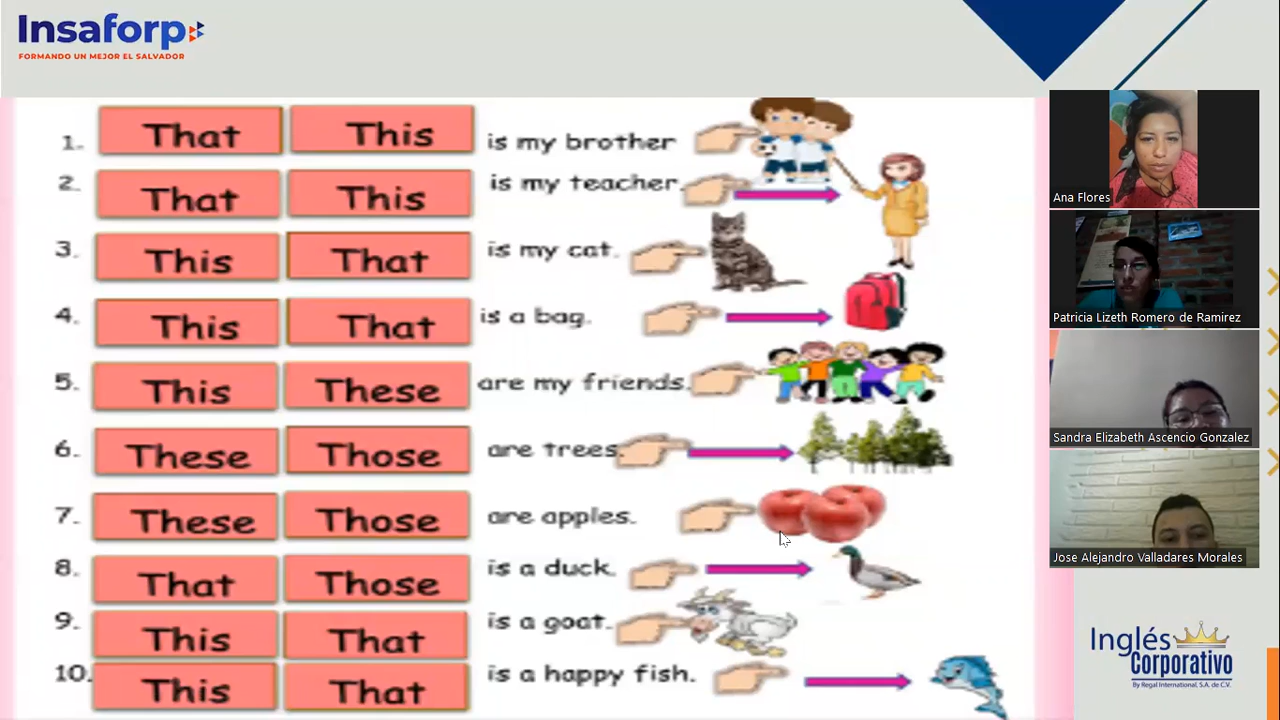 Insaforp
FORMANDO UN MEJOR EL SALVADOR
1. That This is my brother
2. That This is my teacher.
3. This That is my cat.
4. This That is a bag.
5. This These are my friends.
6. These Those are trees.
7. These Those are apples.
8. That Those is a duck.
9. This That is a goat.
10. This That is a happy fish.
Ana Flores
Patricia Lizeth Romero de Ramirez
Sandra Elizabeth Ascencio Gonzalez
Jose Alejandro Valladares Morales
Inglés
Corporativo
By Regal International, S.A. de C.V.